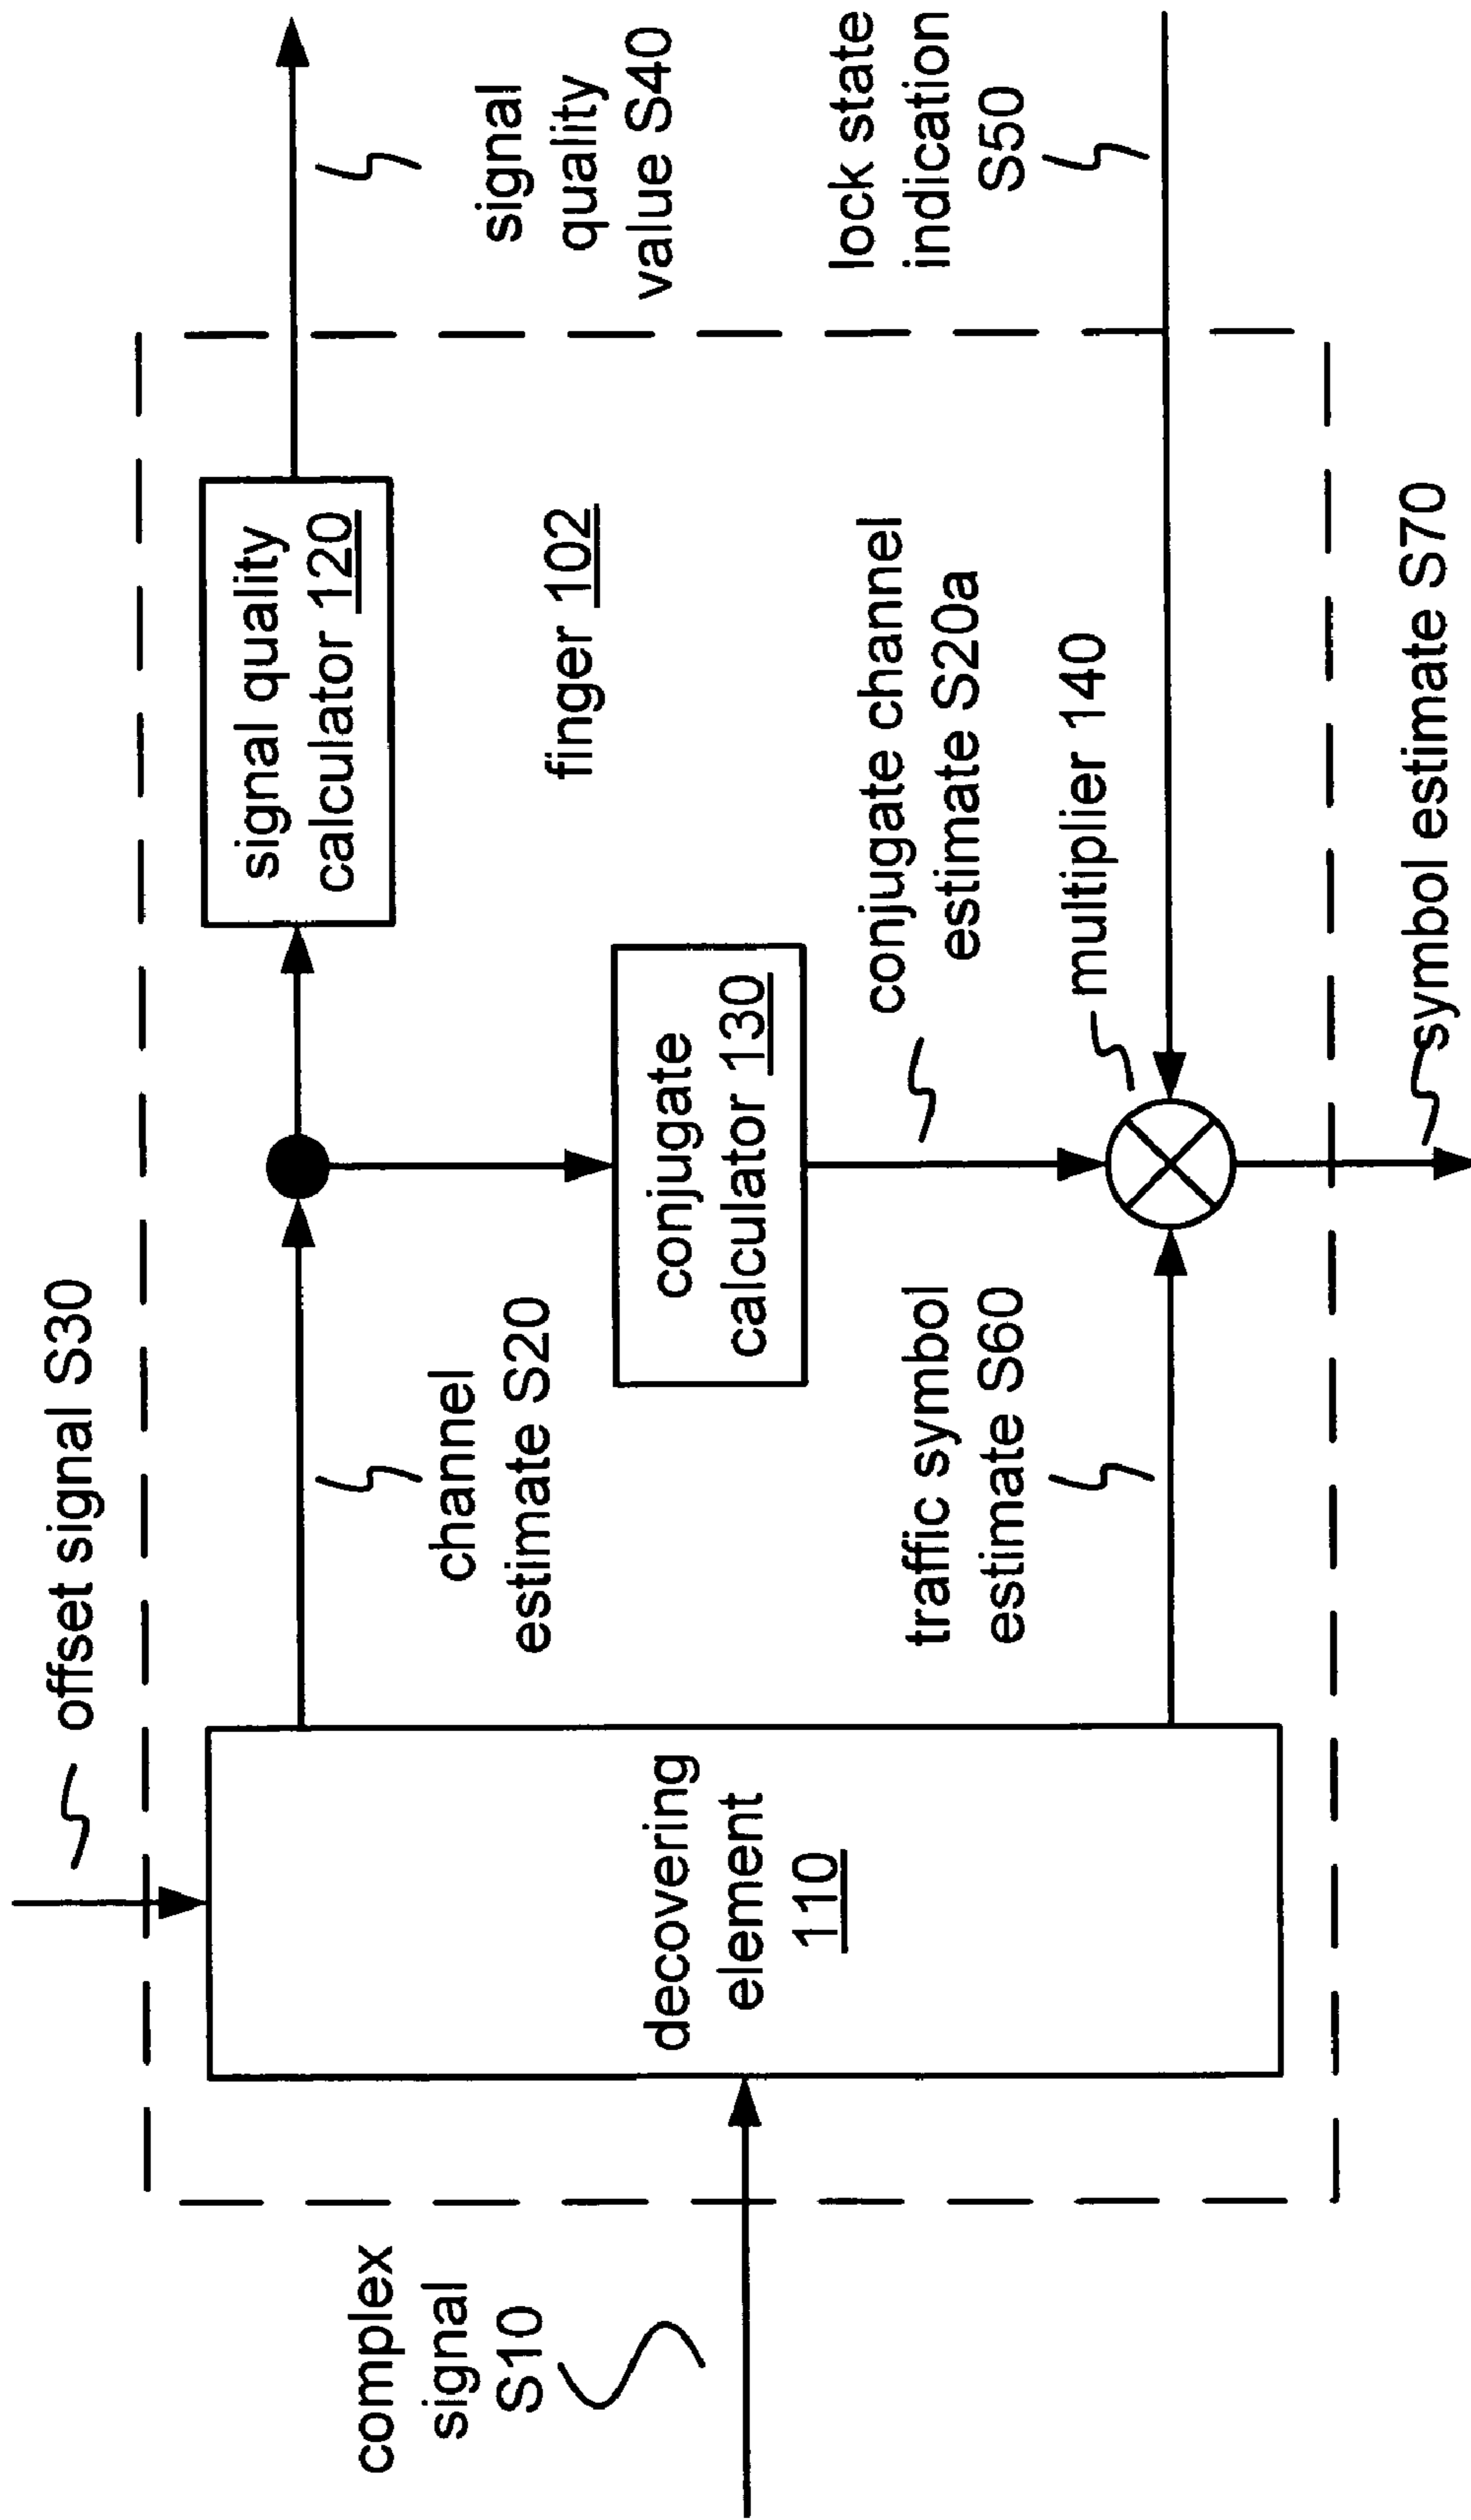 offset signal S30
complex
signal
S10
decovering
element
110
channel
estimate S20
traffic symbol
estimate S60
conjugate
calculator 130
signal quality
calculator 120
finger 102
conjugate channel
estimate S20a
multiplier 140
symbol estimate S70
signal
quality
value S40
lock state
indication
S50